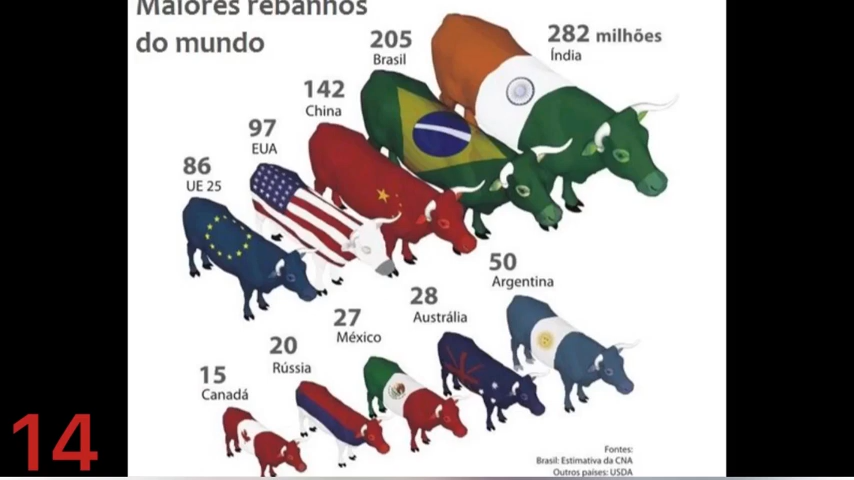 Maiores rebanhos
do mundo
282 milhões
Índia
205
Brasil
142
China
97
EUA
86
UE 25
50
Argentina
28
Austrália
27
México
20
Rússia
15
Canadá
14
Fontes:
Brasil: Estimativa da CNA
Outros países: USDA